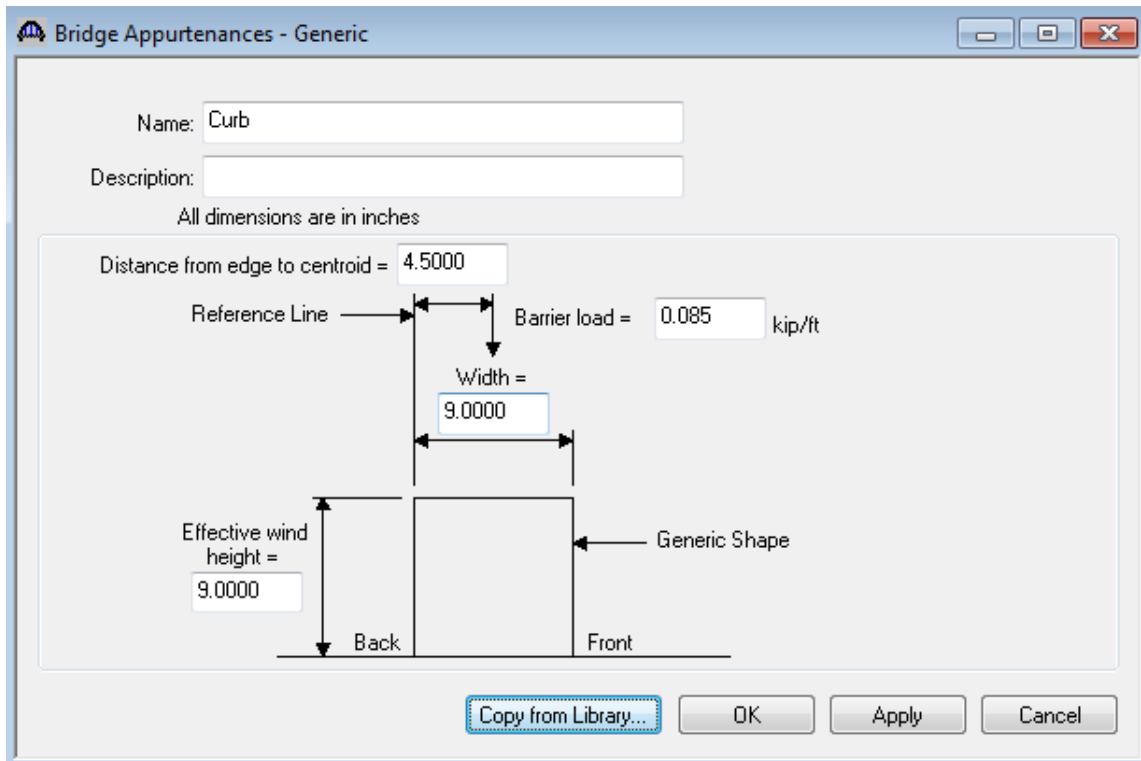 Bridge Appurtenances - Generic
Name: Curb
Description:
All dimensions are in inches
Distance from edge to centroid = 4.5000
Reference Line
Barrier load = 0.085 kip/ft
Width =
9.0000
Effective wind
height =
9.0000
Generic Shape
Back
Front
Copy from Library...
OK
Apply
Cancel